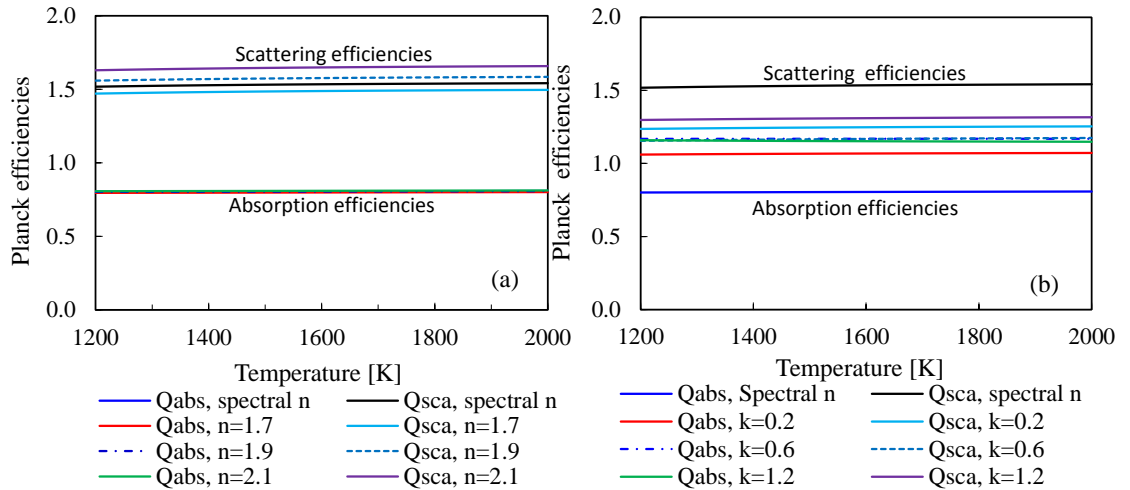 2.0
1.5
1.0
0.5
0.0
Planck efficiencies
Scattering efficiencies
Absorption efficiencies
(a)
1200 1400 1600 1800 2000
Temperature [K]
Qabs, spectral n Qsca, spectral n
Qabs, n=1.7 Qsca, n=1.7
Qabs, n=1.9 Qsca, n=1.9
Qabs, n=2.1 Qsca, n=2.1
2.0
1.5
1.0
0.5
0.0
Planck efficiencies
Scattering efficiencies
Absorption efficiencies
(b)
1200 1400 1600 1800 2000
Temperature [K]
Qabs, Spectral n Qsca, spectral n
Qabs, k=0.2 Qsca, k=0.2
Qabs, k=0.6 Qsca, k=0.6
Qabs, k=1.2 Qsca, k=1.2